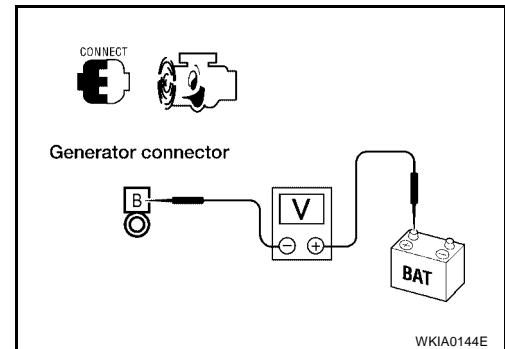 CONNECT
Generator connector
B
V
− +
+ −
BAT
WKIA0144E